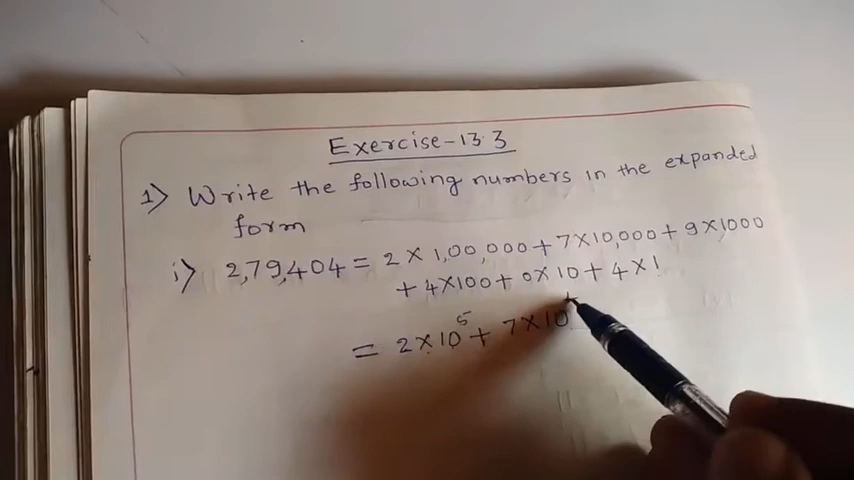 Exercise-13.3
1) Write the following numbers in the expanded
form
i) 2,79,404 = 2 × 1,00,000 + 7×10,000 + 9×1000
+ 4×100 + 0×10 + 4×1
= 2×10⁵ + 7×10